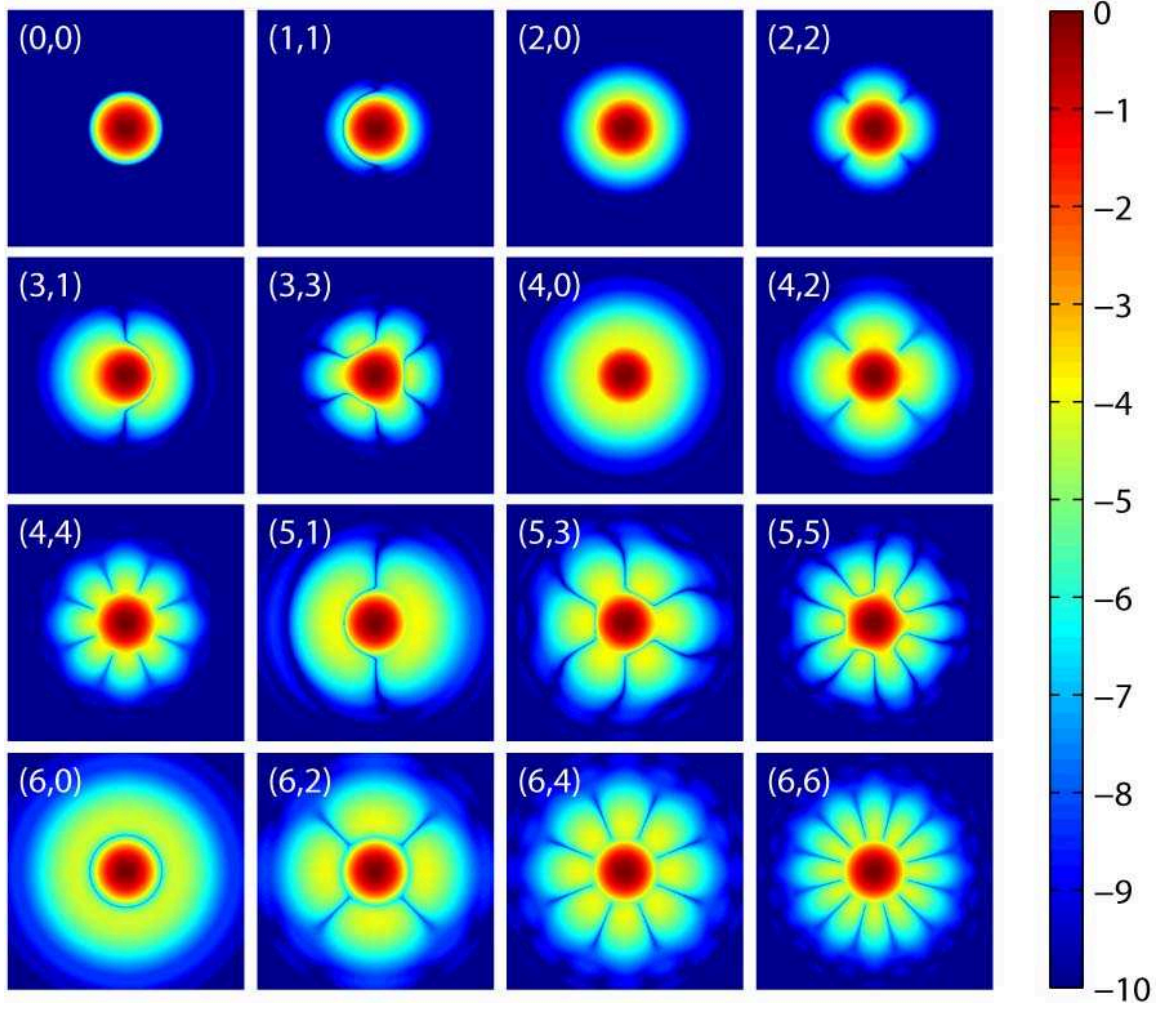 (0,0) (1,1) (2,0) (2,2)
(3,1) (3,3) (4,0) (4,2)
(4,4) (5,1) (5,3) (5,5)
(6,0) (6,2) (6,4) (6,6)
0
−1
−2
−3
−4
−5
−6
−7
−8
−9
−10